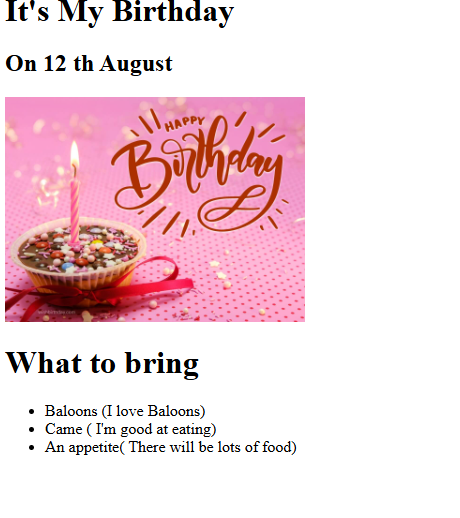 It's My Birthday
On 12 th August
HAPPY
Birthday
What to bring
Baloons (I love Baloons)
Came ( I'm good at eating)
An appetite( There will be lots of food)